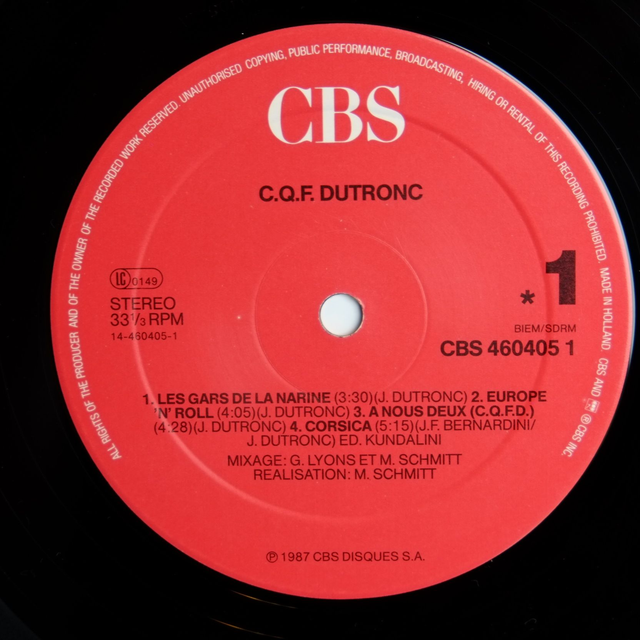 ALL RIGHTS OF THE PRODUCER AND OF THE OWNER OF THE RECORDED WORK RESERVED. UNAUTHORISED COPYING, PUBLIC PERFORMANCE, BROADCASTING, HIRING OR RENTAL OF THIS RECORDING PROHIBITED. MADE IN HOLLAND CBS AND ® CBS INC.
CBS
C.Q.F. DUTRONC
LC 0149
STEREO
33⅓ RPM
14-460405-1
* 1
BIEM/SDRM
CBS 460405 1
1. LES GARS DE LA NARINE (3:30)(J. DUTRONC) 2. EUROPE
'N' ROLL (4:05)(J. DUTRONC) 3. A NOUS DEUX (C.Q.F.D.)
(4:28)(J. DUTRONC) 4. CORSICA (5:15)(J.F. BERNARDINI/
J. DUTRONC) ED. KUNDALINI
MIXAGE: G. LYONS ET M. SCHMITT
REALISATION: M. SCHMITT
℗ 1987 CBS DISQUES S.A.